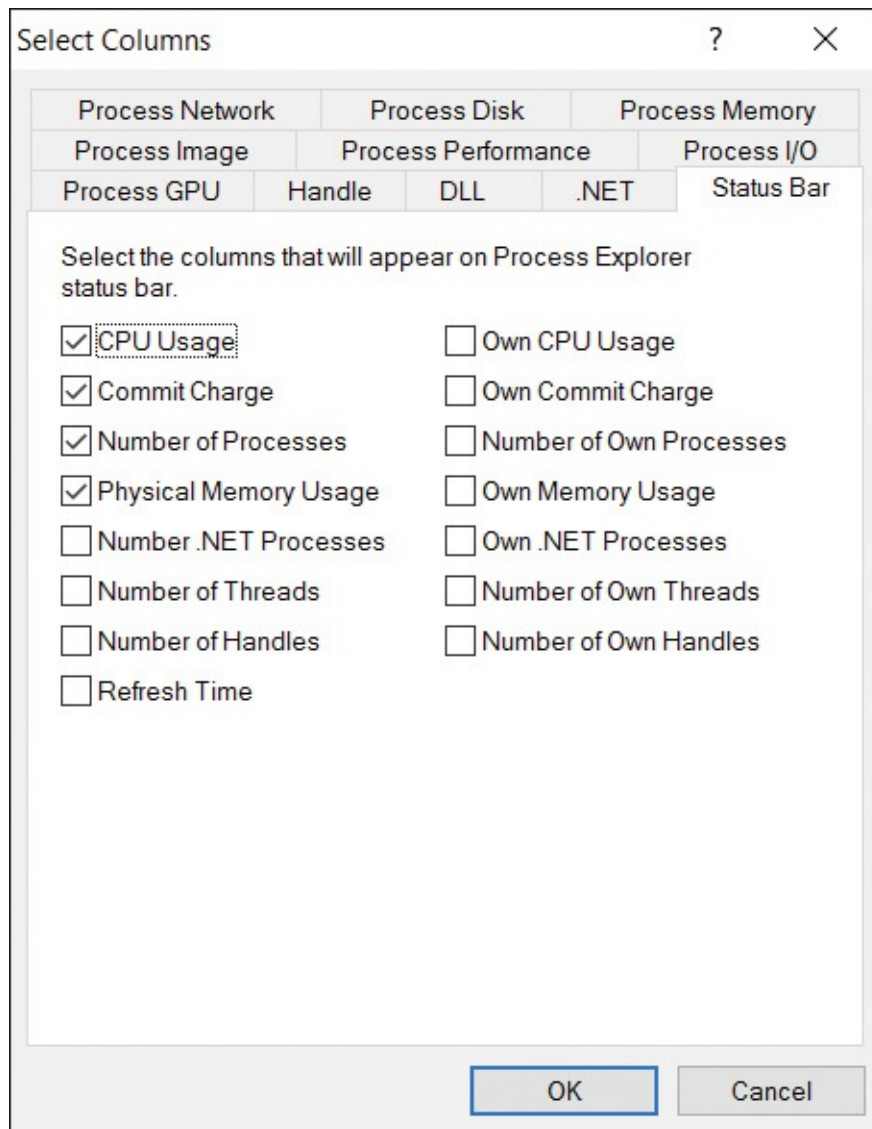 Select Columns
?
Process Network
Process Disk
Process Memory
Process Image
Process Performance
Process I/O
Process GPU
Handle
DLL
.NET
Status Bar
Select the columns that will appear on Process Explorer
status bar.
CPU Usage
Own CPU Usage
Commit Charge
Own Commit Charge
Number of Processes
Number of Own Processes
Physical Memory Usage
Own Memory Usage
Number .NET Processes
Own .NET Processes
Number of Threads
Number of Own Threads
Number of Handles
Number of Own Handles
Refresh Time
OK
Cancel